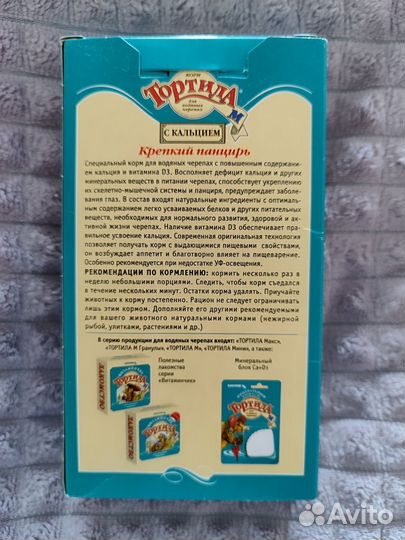 КОРМ
ТОРТИЛА
для
водяных
черепах
М
С КАЛЬЦИЕМ
Крепкий панцирь
Специальный корм для водяных черепах с повышенным содержани-
ем кальция и витамина D3. Восполняет дефицит кальция и других
минеральных веществ в питании черепах, способствует укреплению
их скелетно-мышечной системы и панциря, предупреждает заболе-
вания глаз. В состав входят натуральные ингредиенты с оптималь-
ным содержанием легко усваиваемых белков и других питательных
веществ, необходимых для нормального развития, здоровой и ак-
тивной жизни черепах. Наличие витамина D3 обеспечивает пра-
вильное усвоение кальция. Современная оригинальная технология
позволяет получать корм с выдающимися пищевыми свойствами,
он возбуждает аппетит и благотворно влияет на пищеварение.
Особенно рекомендуется при недостатке УФ-освещения.
РЕКОМЕНДАЦИИ ПО КОРМЛЕНИЮ: кормить несколько раз в
неделю небольшими порциями. Следить, чтобы корм съедался
в течение нескольких минут. Остатки корма удалять. Приучайте
животных к корму постепенно. Рацион не следует ограничивать
лишь этим кормом. Дополняйте его другими рекомендуемыми
для вашего животного натуральными кормами (нежирной
рыбой, улитками, растениями и др.)
В серию продукции для водяных черепах входят: «ТОРТИЛА Макс»,
«ТОРТИЛА М Гранулы», «ТОРТИЛА М», «ТОРТИЛА Мини», а также:
Полезные
лакомства
серии
«Витаминчик»
Минеральный
блок Ca+D3
ЛАКОМСТВО
ТОРТИЛА
ЛАКОМСТВО
ТОРТИЛА
ТОРТИЛА
Avito